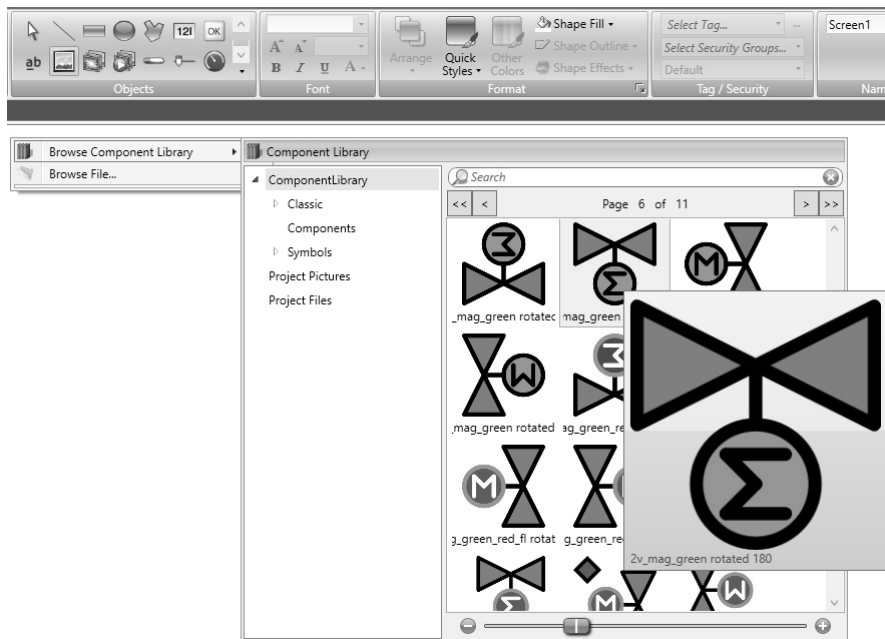 12I
OK
ab
Objects
A A
B I U A
Font
Arrange
Quick Styles
Other Colors
Shape Fill
Shape Outline
Shape Effects
Format
Select Tag... ...
Select Security Groups...
Default
Tag / Security
Screen1
Nam
Browse Component Library
Browse File...
Component Library
ComponentLibrary
Classic
Components
Symbols
Project Pictures
Project Files
Search
<< < Page 6 of 11 > >>
_mag_green rotated
mag_green
_mag_green rotated
ag_green_re
g_green_red_fl rotat
g_green_re
2v_mag_green rotated 180